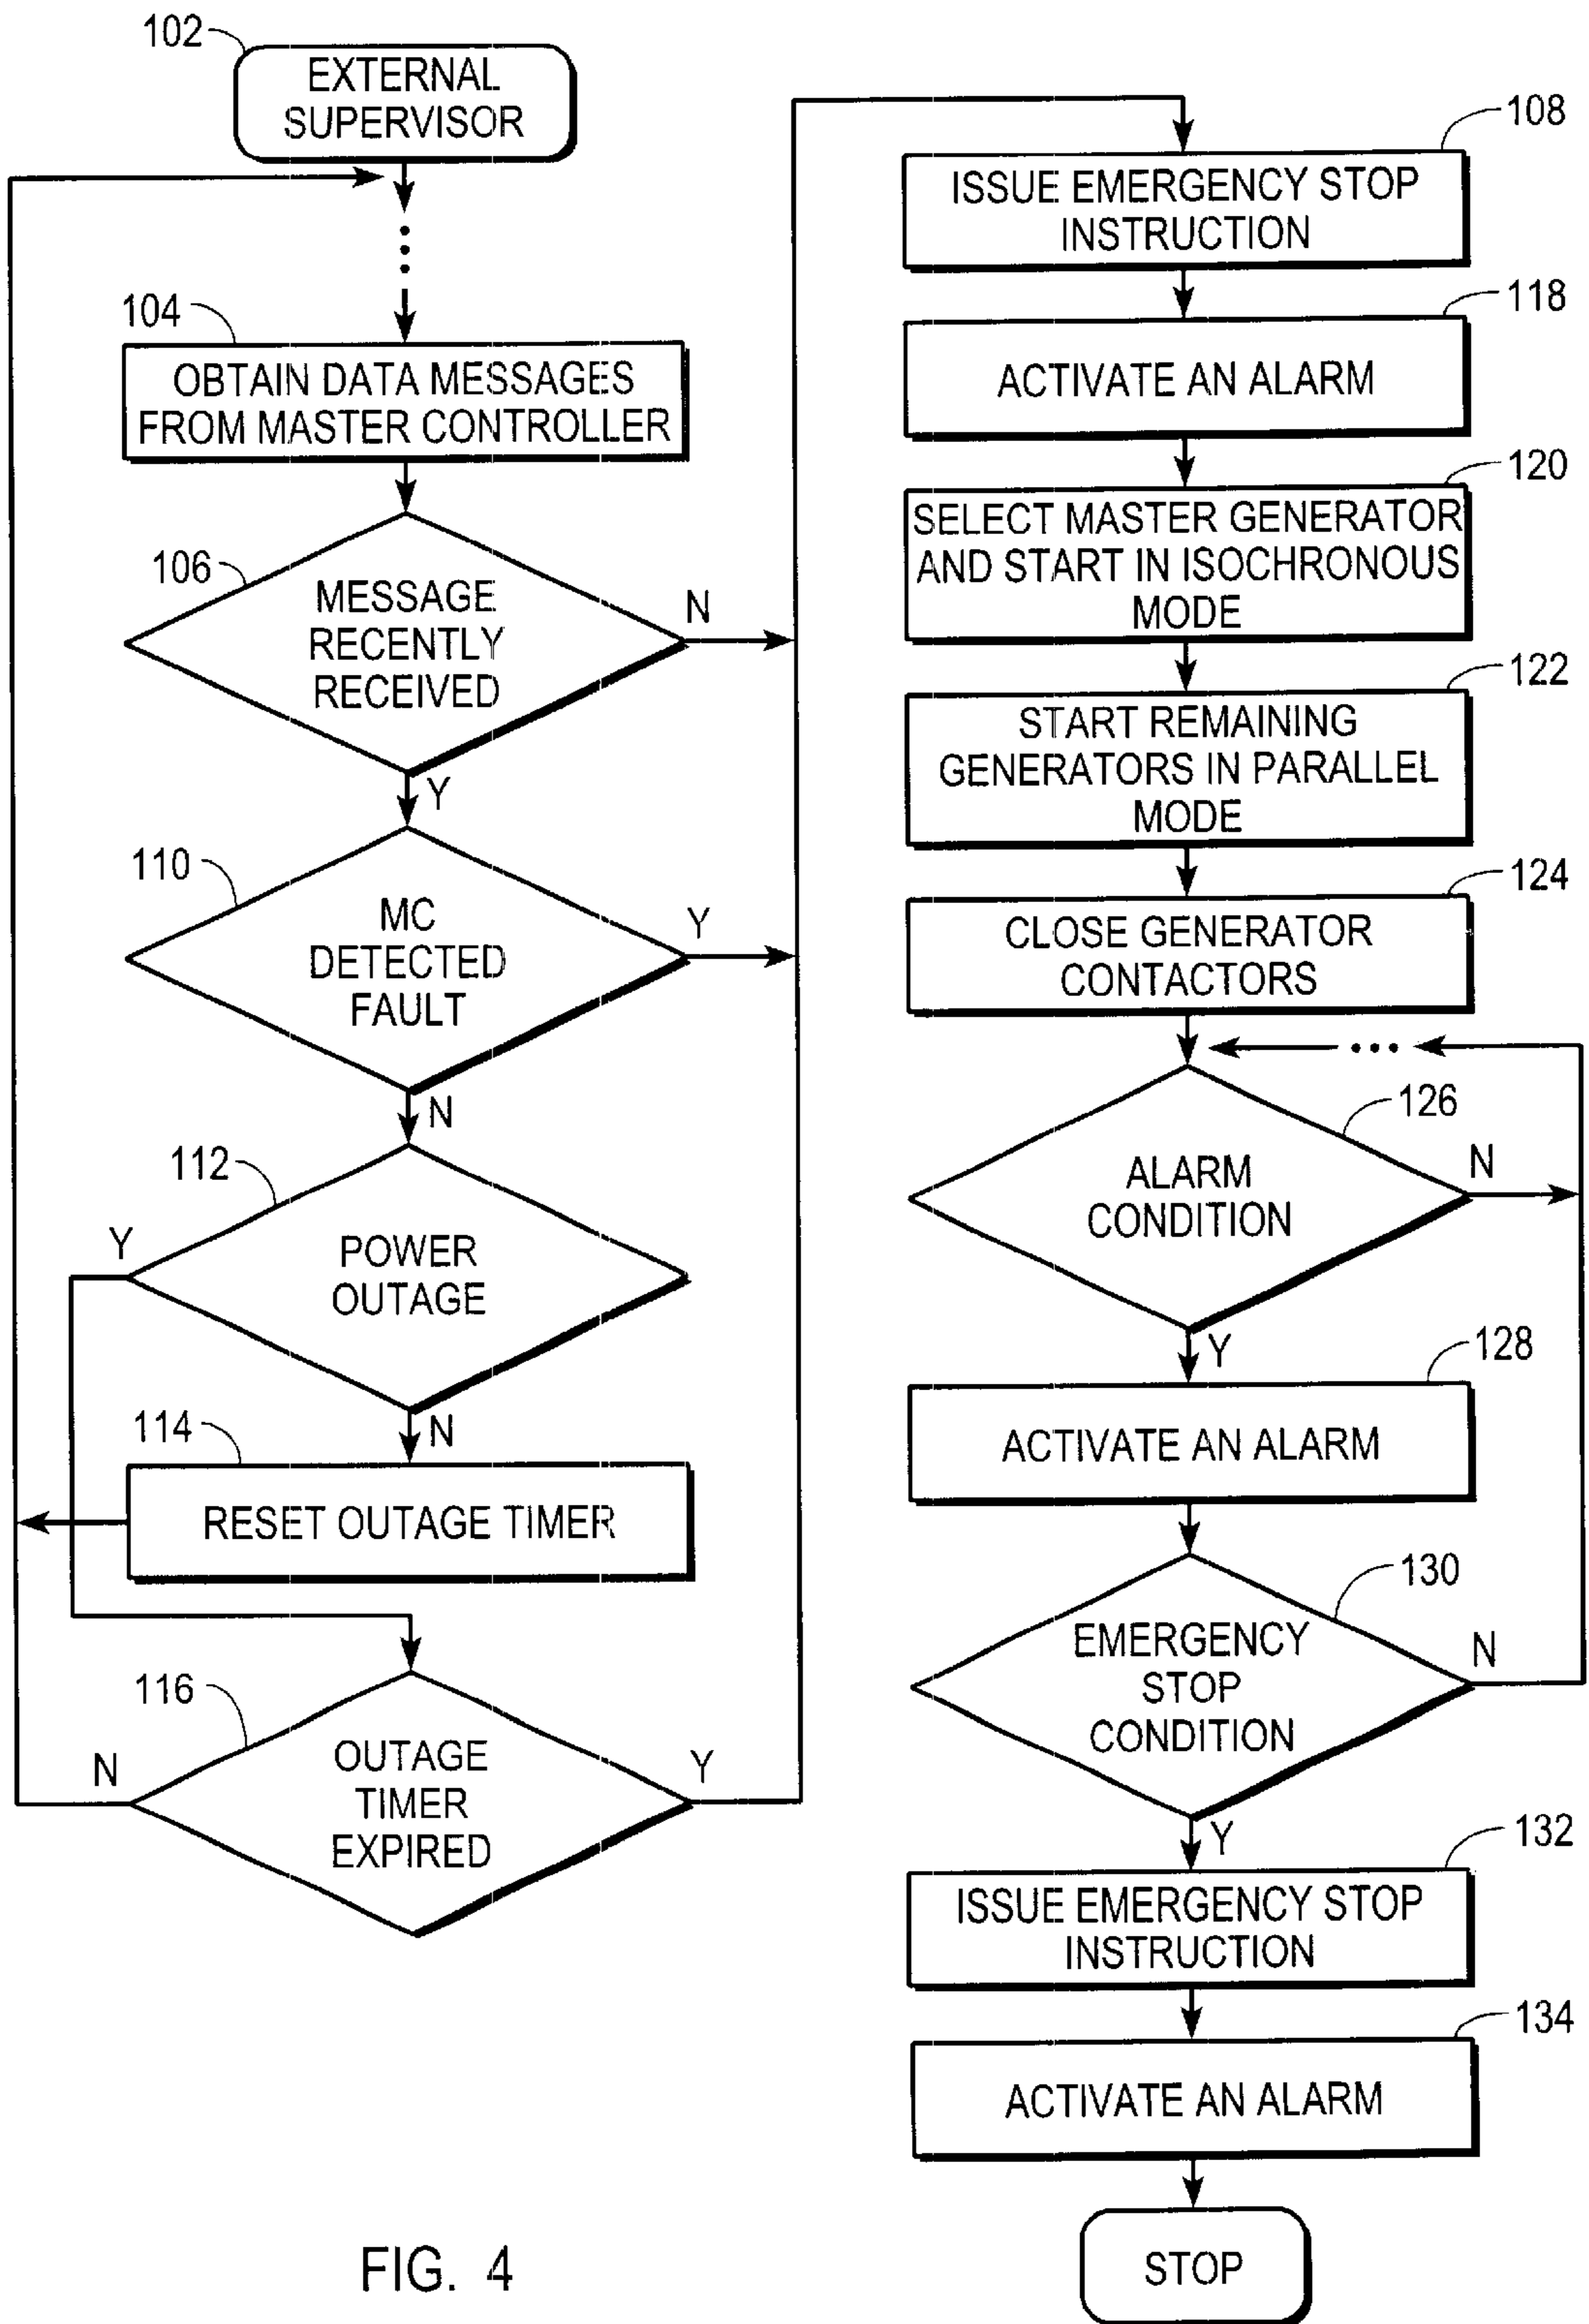 102
EXTERNAL
SUPERVISOR
104
OBTAIN DATA MESSAGES
FROM MASTER CONTROLLER
106
MESSAGE
RECENTLY
RECEIVED
N
Y
110
MC
DETECTED
FAULT
Y
N
112
Y
POWER
OUTAGE
N
114
RESET OUTAGE TIMER
116
N
OUTAGE
TIMER
EXPIRED
Y
108
ISSUE EMERGENCY STOP
INSTRUCTION
118
ACTIVATE AN ALARM
120
SELECT MASTER GENERATOR
AND START IN ISOCHRONOUS
MODE
122
START REMAINING
GENERATORS IN PARALLEL
MODE
124
CLOSE GENERATOR
CONTACTORS
126
ALARM
CONDITION
N
Y
128
ACTIVATE AN ALARM
130
EMERGENCY
STOP
CONDITION
N
Y
132
ISSUE EMERGENCY STOP
INSTRUCTION
134
ACTIVATE AN ALARM
STOP
FIG. 4